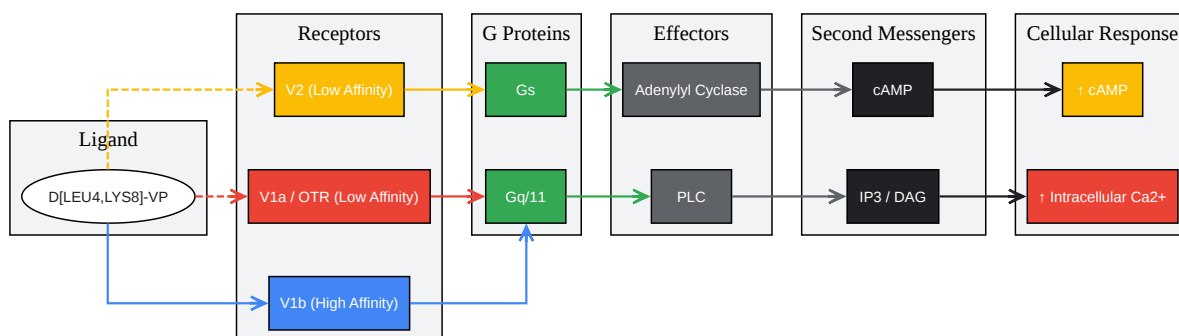 Receptors
G Proteins
Effectors
Second Messengers
Cellular Response
V2 (Low Affinity)
Gs
Adenylyl Cyclase
cAMP
↑ cAMP
Ligand
D[LEU4,LYS8]-VP
V1a / OTR (Low Affinity)
Gq/11
PLC
IP3 / DAG
↑ Intracellular Ca2+
V1b (High Affinity)